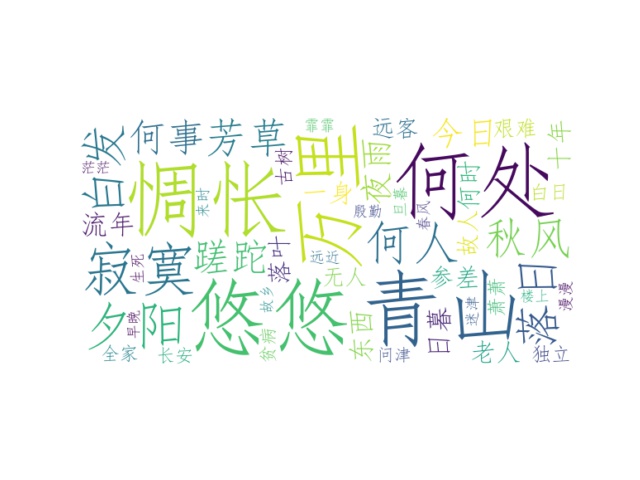 霏霏
远客
今日
艰难
十年
白发
何事
芳草
古树
万里
夜雨
何处
茫茫
惆怅
来时
一身
殷勤
旦暮
春风
何时
白日
流年
故人
秋风
寂寞
蹉跎
落叶
远近
何人
生死
无人
参差
萧萧
落日
夕阳
悠悠
故乡
青山
楼上
漫漫
早晚
迷津
全家
长安
贫病
东西
问津
日暮
老人
独立